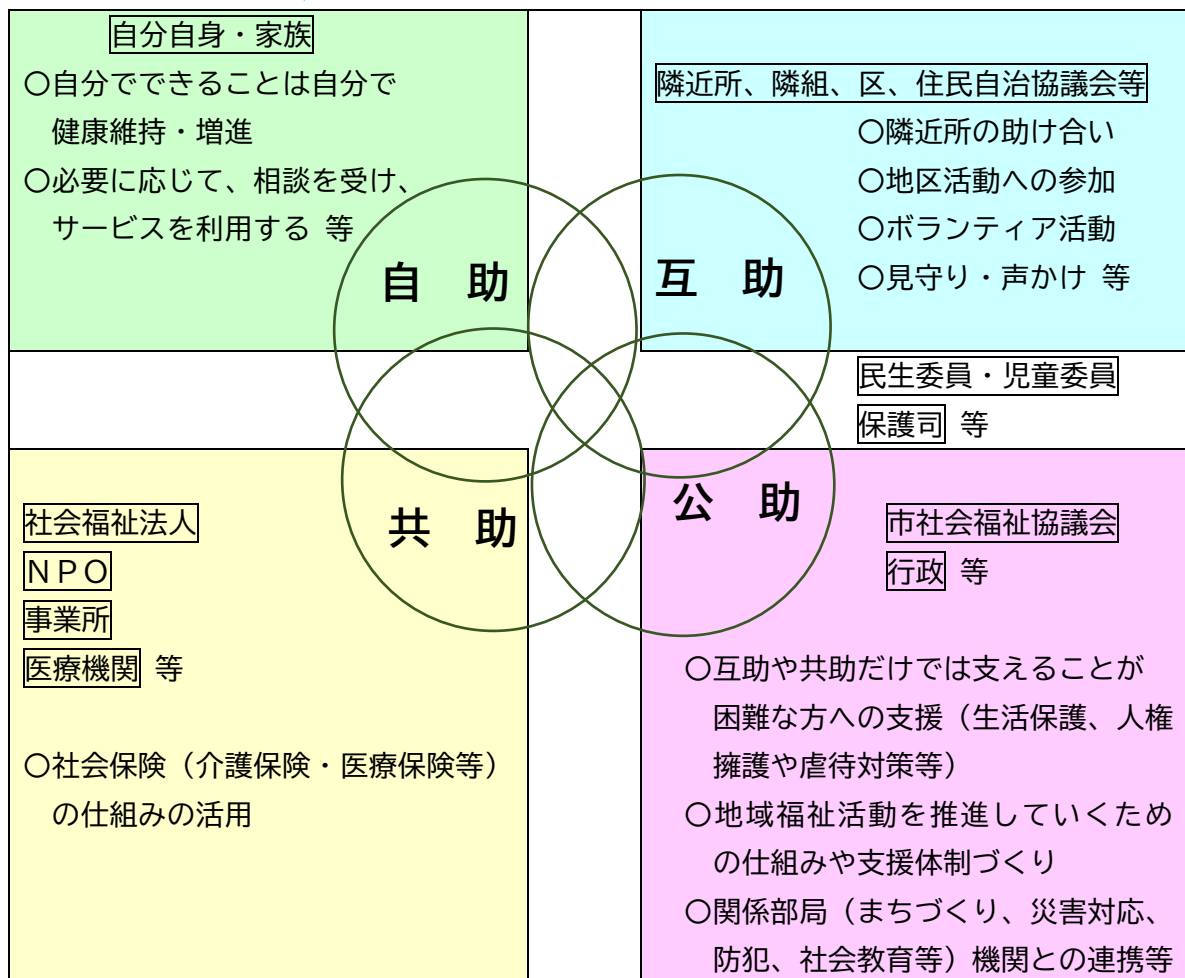 自分自身・家族
〇自分でできることは自分で
健康維持・増進
〇必要に応じて、相談を受け、
サービスを利用する 等
自 助
隣近所、隣組、区、住民自治協議会等
〇隣近所の助け合い
〇地区活動への参加
〇ボランティア活動
〇見守り・声かけ 等
互 助
民生委員・児童委員
保護司 等
社会福祉法人
ＮＰＯ
事業所
医療機関 等
共 助
〇社会保険（介護保険・医療保険等）
の仕組みの活用
公 助
市社会福祉協議会
行政 等
〇互助や共助だけでは支えることが
困難な方への支援（生活保護、人権
擁護や虐待対策等）
〇地域福祉活動を推進していくため
の仕組みや支援体制づくり
〇関係部局（まちづくり、災害対応、
防犯、社会教育等）機関との連携等